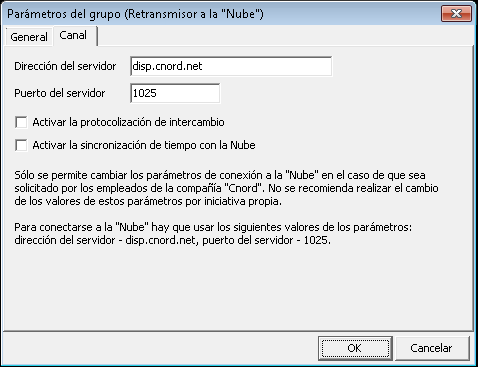 Parámetros del grupo (Retransmisor a la "Nube")
General Canal
Dirección del servidor disp.cnord.net
Puerto del servidor 1025
Activar la protocolización de intercambio
Activar la sincronización de tiempo con la Nube
Sólo se permite cambiar los parámetros de conexión a la "Nube" en el caso de que sea
solicitado por los empleados de la compañía "Cnord". No se recomienda realizar el cambio
de los valores de estos parámetros por iniciativa propia.
Para conectarse a la "Nube" hay que usar los siguientes valores de los parámetros:
dirección del servidor - disp.cnord.net, puerto del servidor - 1025.
OK Cancelar